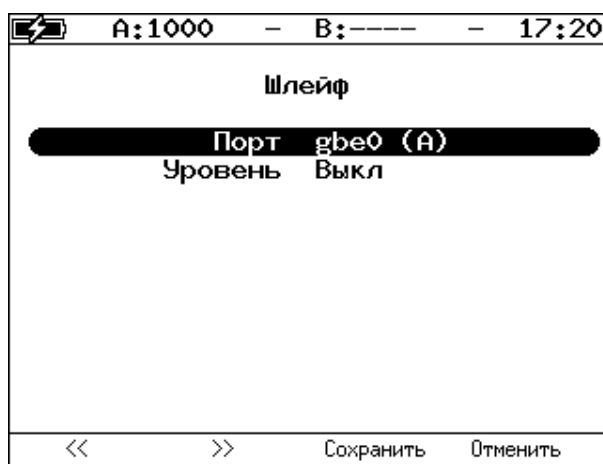 A:1000 – B:---- – 17:20
Шлейф
Порт gbe0 (A)
Уровень Выкл
<< >> Сохранить Отменить